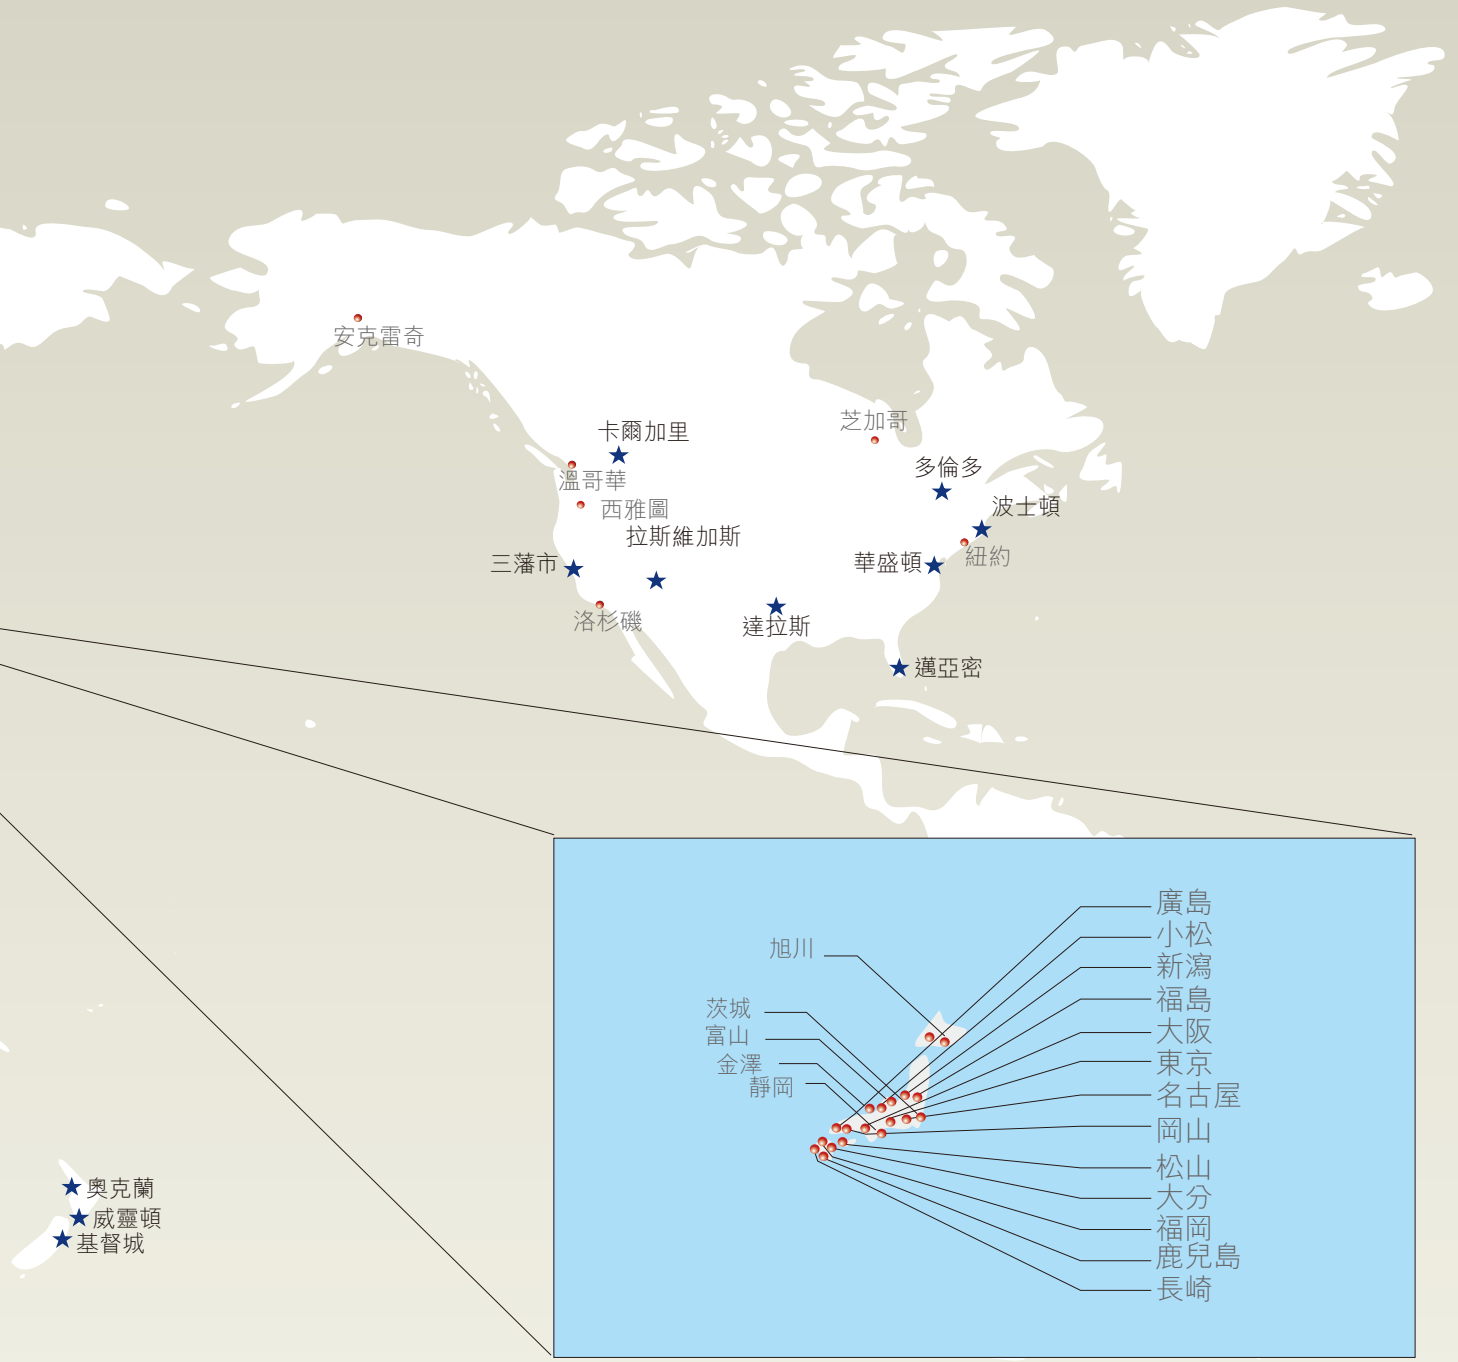 安克雷奇
芝加哥
卡爾加里
多倫多
溫哥華
西雅圖
波士頓
拉斯維加斯
三藩市
華盛頓
紐約
洛杉磯
達拉斯
邁亞密
廣島
小松
旭川
新瀉
福島
茨城
大阪
富山
東京
金澤
靜岡
名古屋
岡山
松山
大分
福岡
鹿兒島
長崎
奧克蘭
威靈頓
基督城